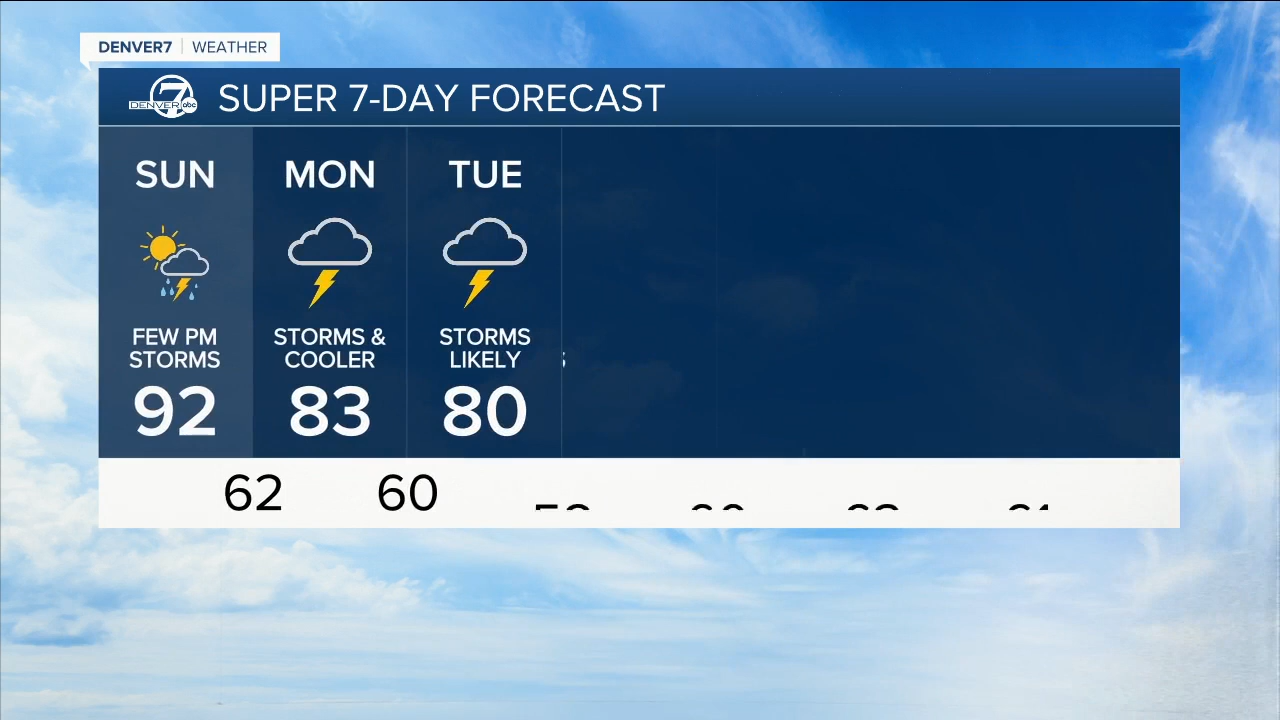 DENVER7 | WEATHER
7
DENVER abc
SUPER 7-DAY FORECAST
SUN
MON
TUE
FEW PM
STORMS
STORMS &
COOLER
STORMS
LIKELY
92
83
80
62
60